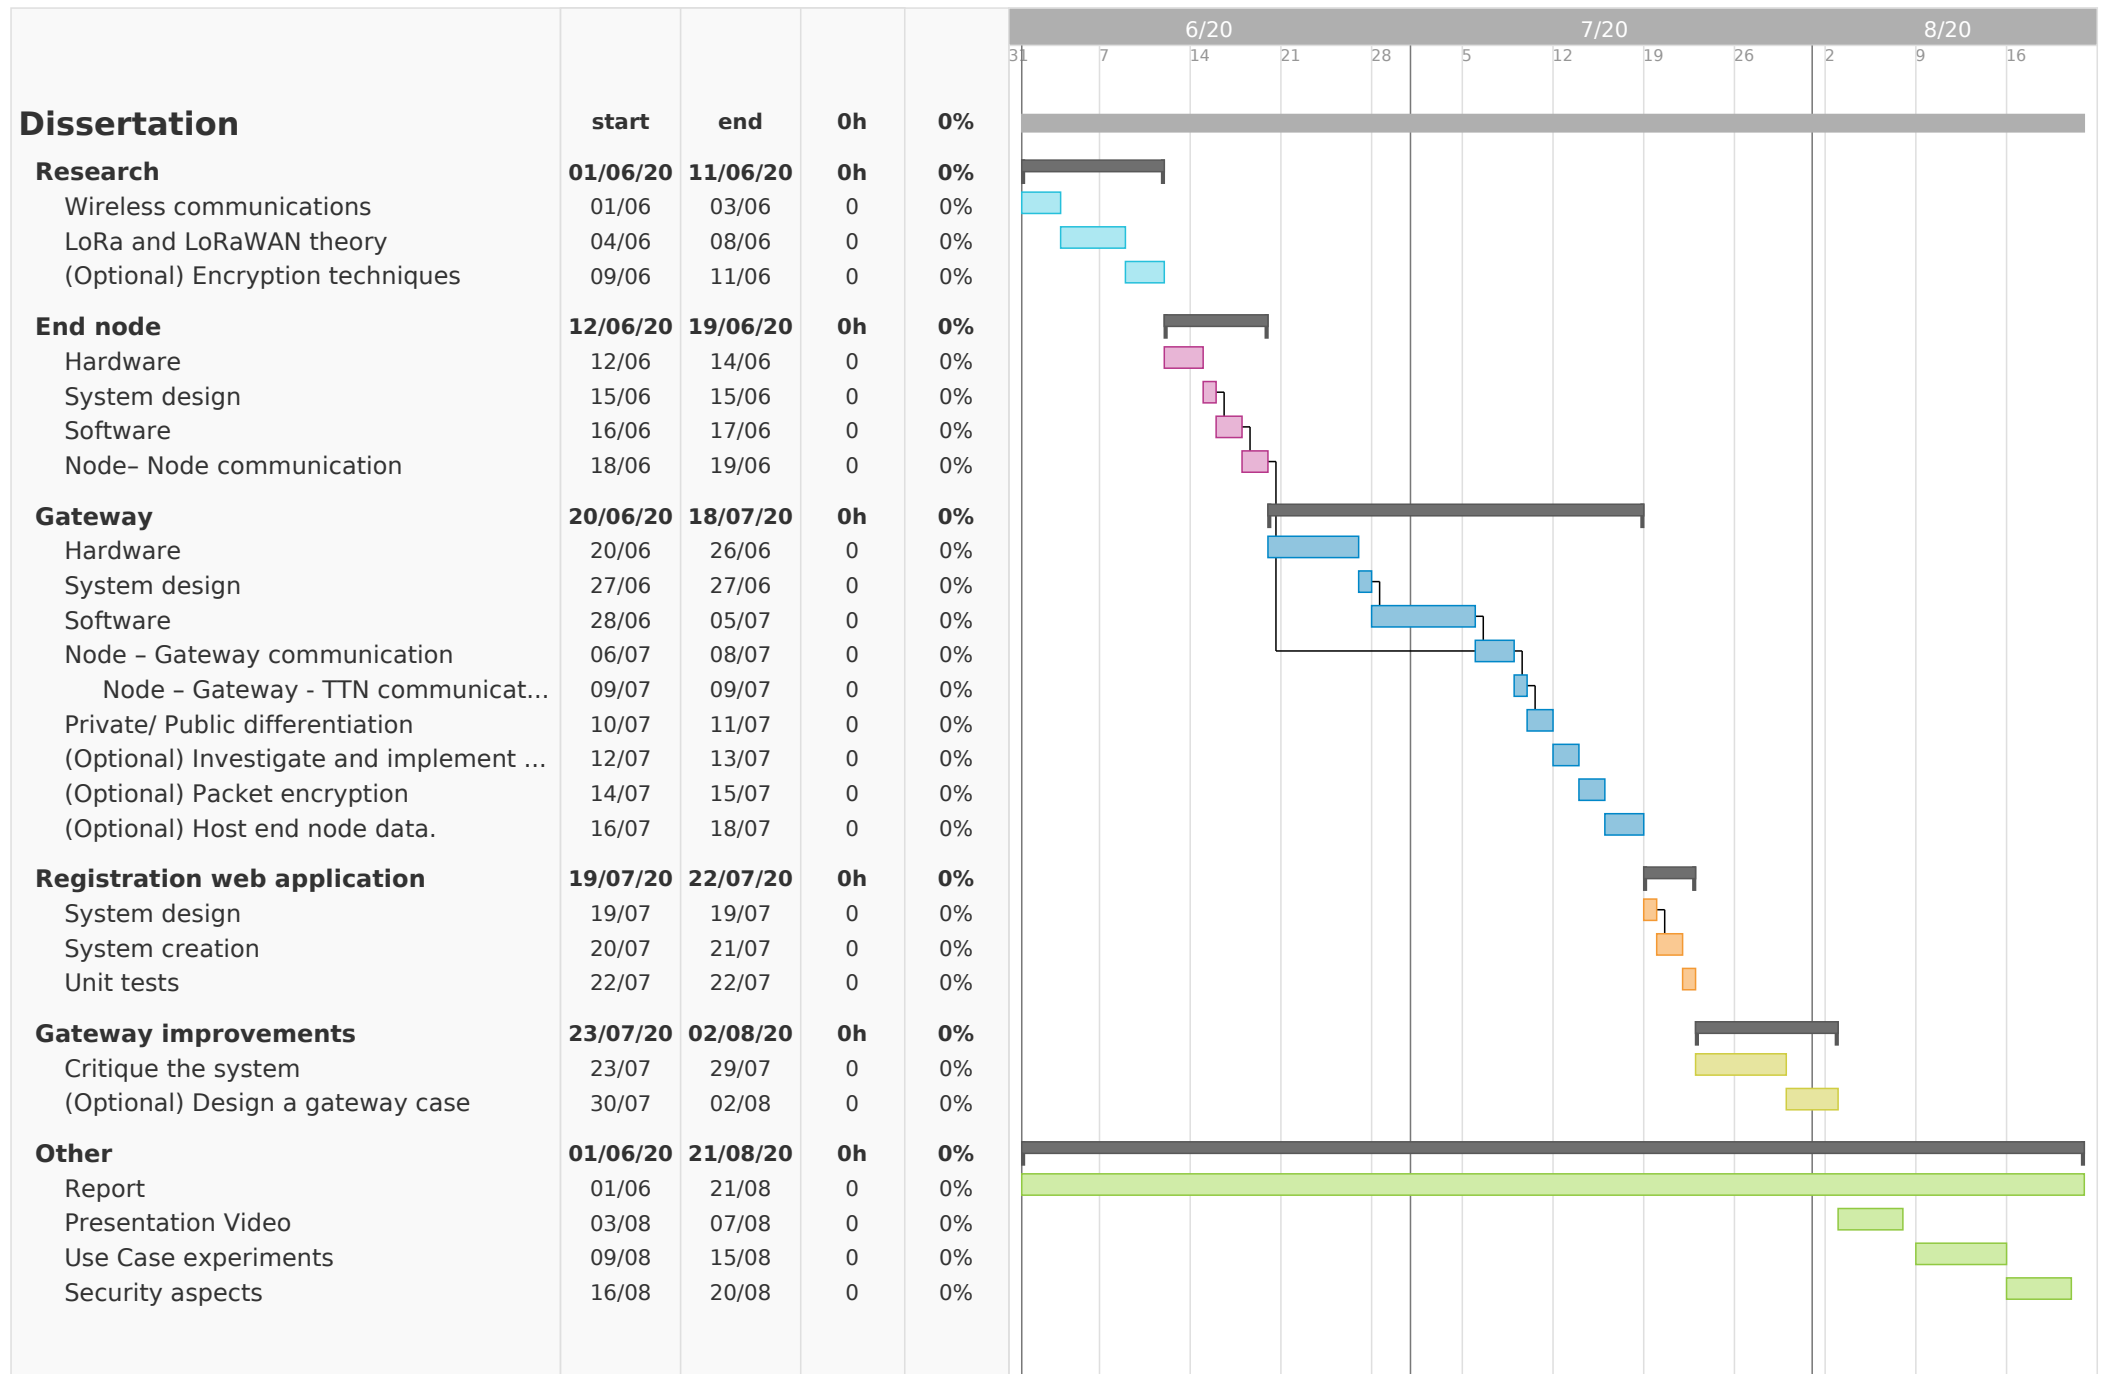 6/20 7/20 8/20
31 7 14 21 28 5 12 19 26 2 9 16
Dissertation start end 0h 0%
Research 01/06/20 11/06/20 0h 0%
Wireless communications 01/06 03/06 0 0%
LoRa and LoRaWAN theory 04/06 08/06 0 0%
(Optional) Encryption techniques 09/06 11/06 0 0%
End node 12/06/20 19/06/20 0h 0%
Hardware 12/06 14/06 0 0%
System design 15/06 15/06 0 0%
Software 16/06 17/06 0 0%
Node– Node communication 18/06 19/06 0 0%
Gateway 20/06/20 18/07/20 0h 0%
Hardware 20/06 26/06 0 0%
System design 27/06 27/06 0 0%
Software 28/06 05/07 0 0%
Node – Gateway communication 06/07 08/07 0 0%
Node – Gateway - TTN communicat... 09/07 09/07 0 0%
Private/ Public differentiation 10/07 11/07 0 0%
(Optional) Investigate and implement ... 12/07 13/07 0 0%
(Optional) Packet encryption 14/07 15/07 0 0%
(Optional) Host end node data. 16/07 18/07 0 0%
Registration web application 19/07/20 22/07/20 0h 0%
System design 19/07 19/07 0 0%
System creation 20/07 21/07 0 0%
Unit tests 22/07 22/07 0 0%
Gateway improvements 23/07/20 02/08/20 0h 0%
Critique the system 23/07 29/07 0 0%
(Optional) Design a gateway case 30/07 02/08 0 0%
Other 01/06/20 21/08/20 0h 0%
Report 01/06 21/08 0 0%
Presentation Video 03/08 07/08 0 0%
Use Case experiments 09/08 15/08 0 0%
Security aspects 16/08 20/08 0 0%